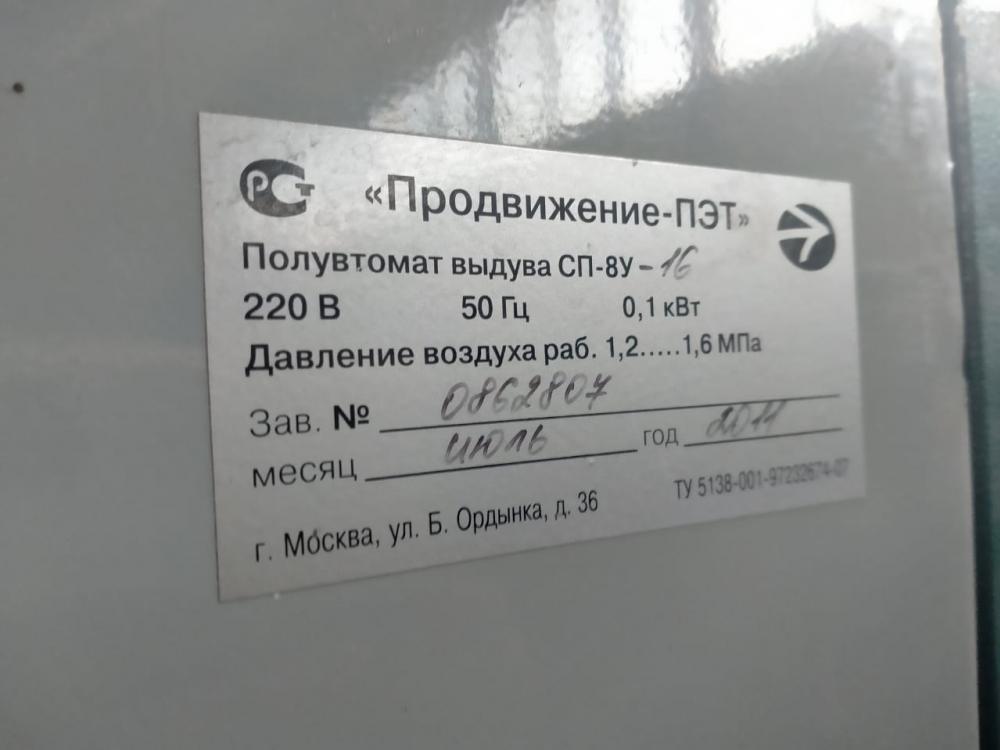 РСТ «Продвижение-ПЭТ»
Полувтомат выдува СП-8У-16
220 В 50 Гц 0,1 кВт
Давление воздуха раб. 1,2.....1,6 МПа
Зав. № 0862807
месяц июль год 2011
г. Москва, ул. Б. Ордынка, д. 36 ТУ 5138-001-97232674-07